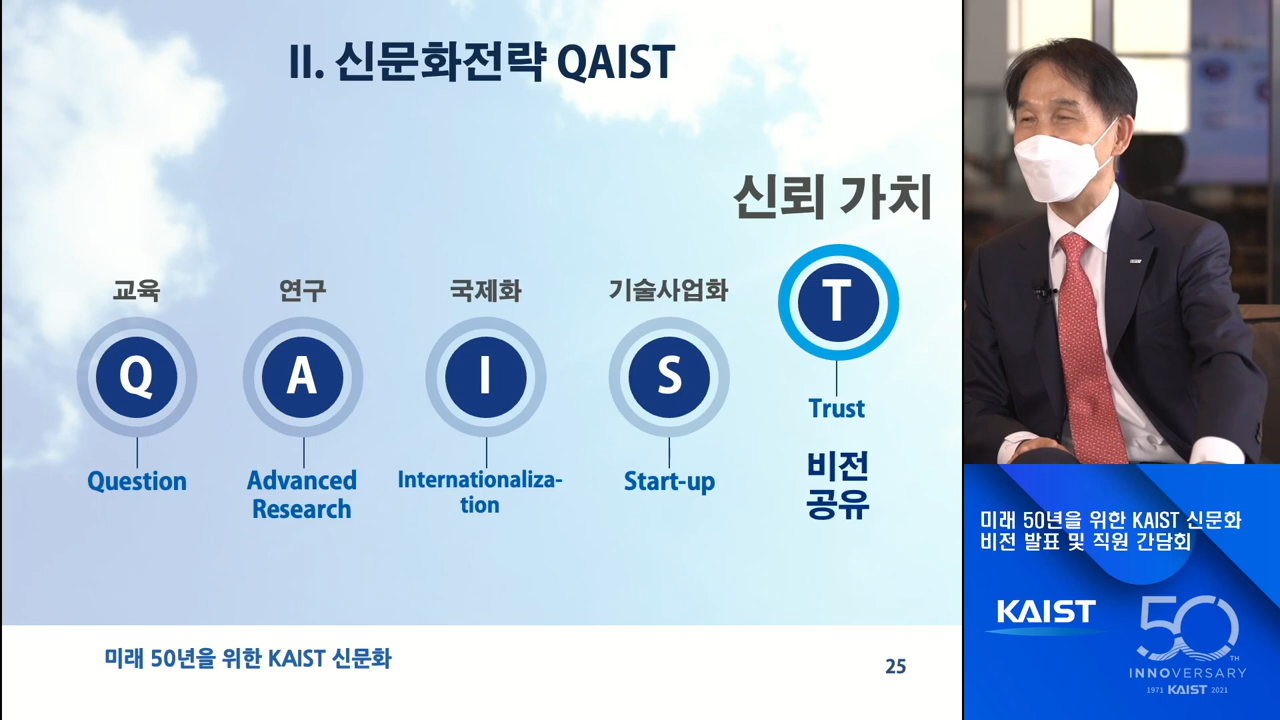 II. 신문화전략 QAIST
신뢰 가치
교육
연구
국제화
기술사업화
Q
A
I
S
T
Question
Advanced
Research
Internationaliza-
tion
Start-up
Trust
비전
공유
미래 50년을 위한 KAIST 신문화
25
미래 50년을 위한 KAIST 신문화
비전 발표 및 직원 간담회
KAIST
50TH
INNOVERSARY
1971 KAIST 2021